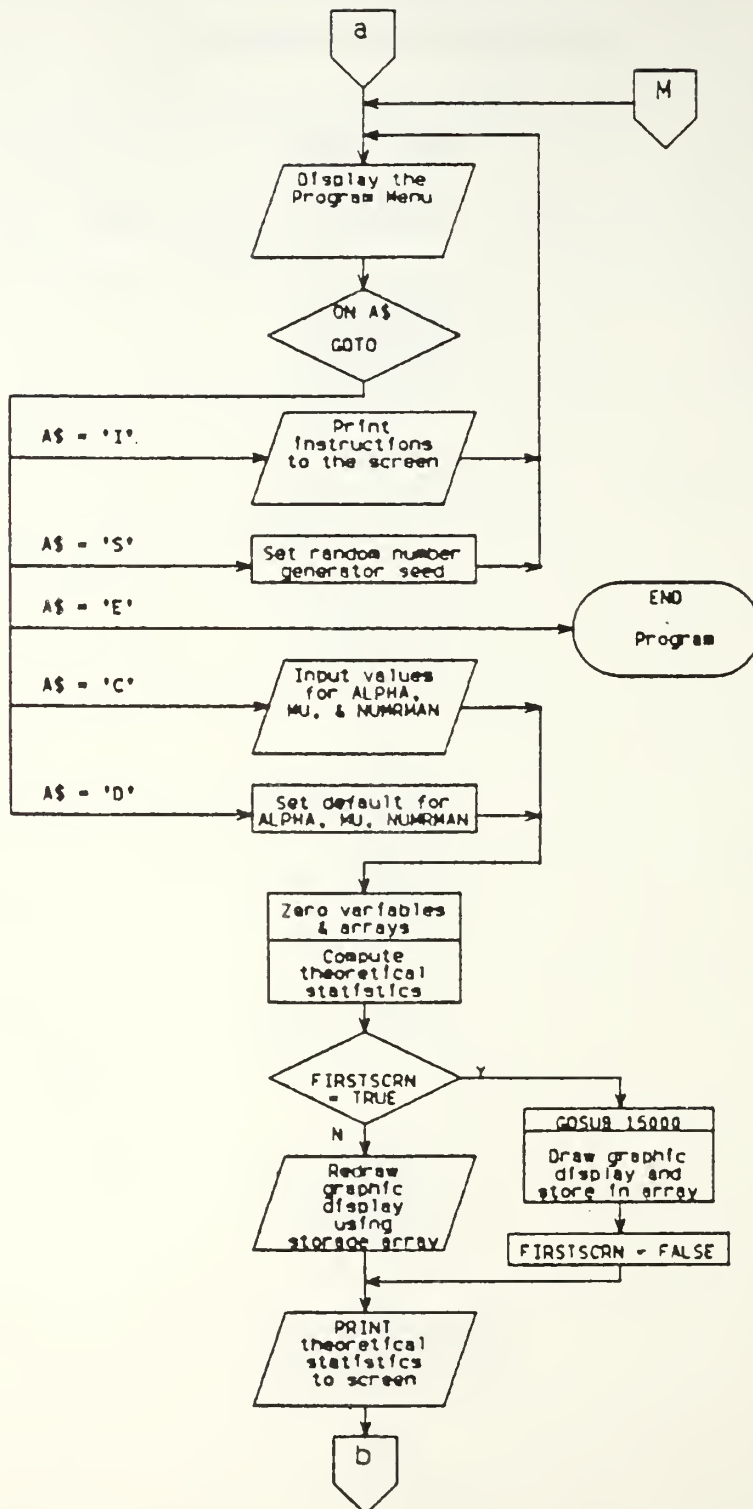 a
M
Display the
Program Menu
ON A$
GOTO
A$ = 'I'.
Print
instructions
to the screen
A$ = 'S'
Set random number
generator seed
A$ = 'E'
END
Program
A$ = 'C'
Input values
for ALPHA,
MU, & NUMRMAN
A$ = 'D'
Set default for
ALPHA, MU, NUMRMAN
Zero variables
& arrays
Compute
theoretical
statistics
FIRSTSCRN
= TRUE
Y
N
GOSUB 15000
Draw graphic
display and
store in array
Redraw
graphic
display
using
storage array
FIRSTSCRN = FALSE
PRINT
theoretical
statistics
to screen
b